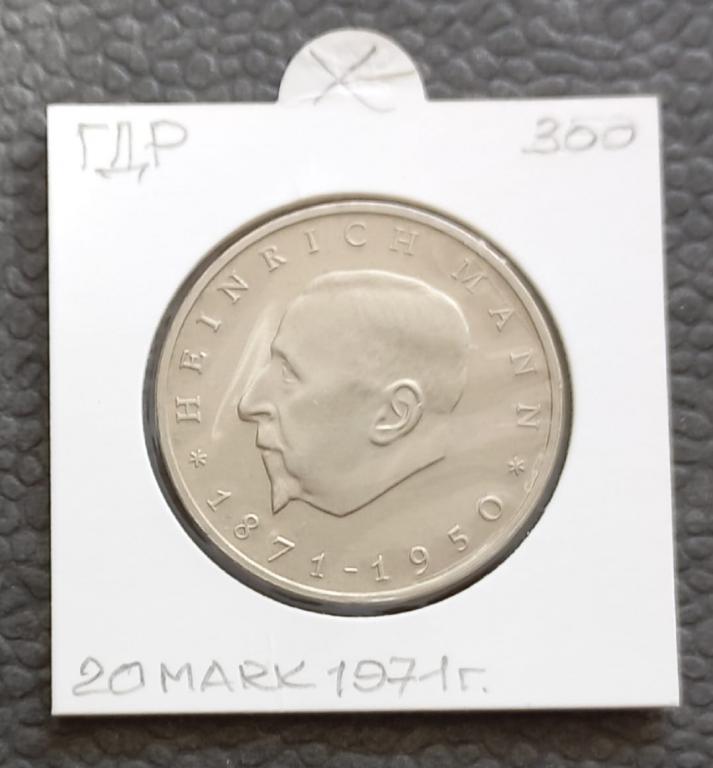 X
ГДР 300
* HEINRICH MANN *
1871-1950
20 MARK 1971г.